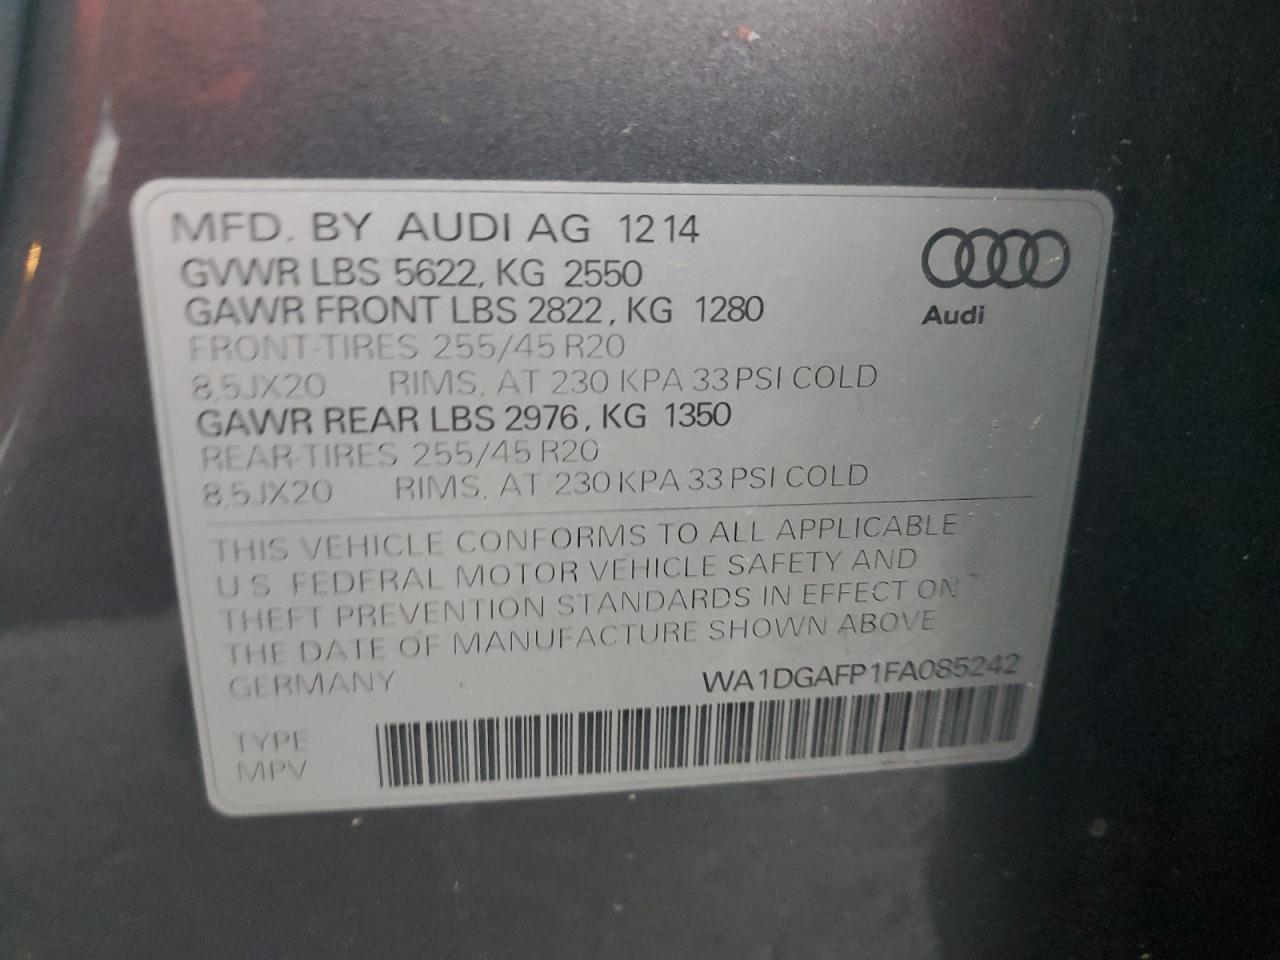 MFD. BY AUDI AG 12 14
GVWR LBS 5622, KG 2550
GAWR FRONT LBS 2822, KG 1280
FRONT-TIRES 255/45 R20
8,5JX20 RIMS, AT 230 KPA 33 PSI COLD
GAWR REAR LBS 2976, KG 1350
REAR-TIRES 255/45 R20
8,5JX20 RIMS, AT 230 KPA 33 PSI COLD
Audi
THIS VEHICLE CONFORMS TO ALL APPLICABLE
U.S. FEDERAL MOTOR VEHICLE SAFETY AND
THEFT PREVENTION STANDARDS IN EFFECT ON
THE DATE OF MANUFACTURE SHOWN ABOVE
GERMANY WA1DGAFP1FA085242
TYPE
MPV